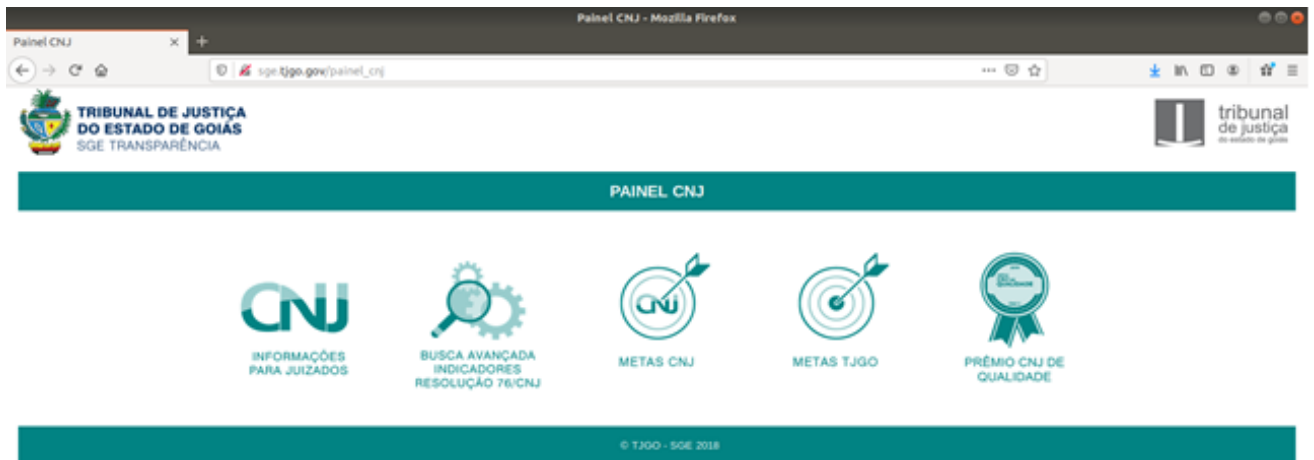 Painel CNJ - Mozilla Firefox
Painel CNJ
sge.tjgo.gov/painel_cnj
TRIBUNAL DE JUSTIÇA
DO ESTADO DE GOIÁS
SGE TRANSPARÊNCIA
tribunal
de justiça
do estado de goiás
PAINEL CNJ
CNJ
INFORMAÇÕES
PARA JUIZADOS
BUSCA AVANÇADA
INDICADORES
RESOLUÇÃO 76/CNJ
CNJ
METAS CNJ
METAS TJGO
QUALIDADE
PRÊMIO CNJ DE
QUALIDADE
© TJGO - SGE 2018